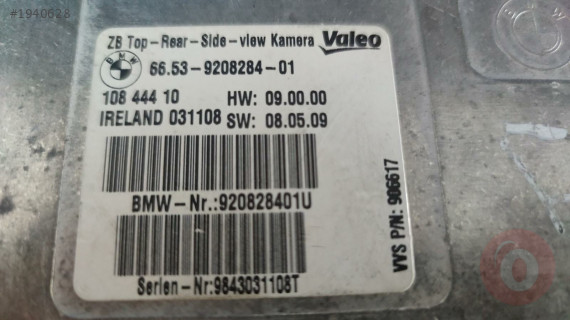 #1940628
ZB Top-Rear-Side-view Kamera Valeo
BMW 66.53-9208284-01
108 444 10 HW: 09.00.00
IRELAND 031108 SW: 08.05.09
BMW-Nr.:920828401U
Serien-Nr:9843031108T
VVS P/N: 906617